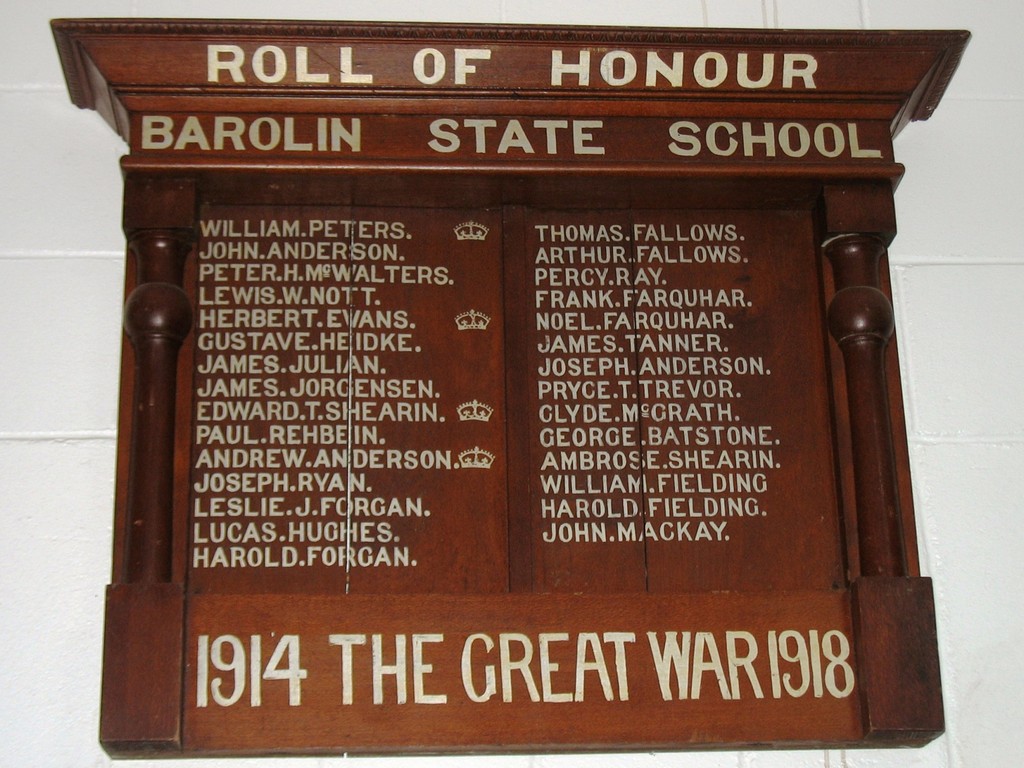 ROLL OF HONOUR
BAROLIN STATE SCHOOL
WILLIAM.PETERS.
JOHN.ANDERSON.
PETER.H.McWALTERS.
LEWIS.W.NOTT.
HERBERT.EVANS.
GUSTAVE.HEIDKE.
JAMES.JULIAN.
JAMES.JORGENSEN.
EDWARD.T.SHEARIN.
PAUL.REHBEIN.
ANDREW.ANDERSON.
JOSEPH.RYAN.
LESLIE.J.FORGAN.
LUCAS.HUGHES.
HAROLD.FORGAN.
THOMAS.FALLOWS.
ARTHUR.FALLOWS.
PERCY.RAY.
FRANK.FARQUHAR.
NOEL.FARQUHAR.
JAMES.TANNER.
JOSEPH.ANDERSON.
PRYCE.T.TREVOR.
CLYDE.McGRATH.
GEORGE.BATSTONE.
AMBROSE.SHEARIN.
WILLIAM.FIELDING
HAROLD.FIELDING.
JOHN.MACKAY.
1914 THE GREAT WAR 1918